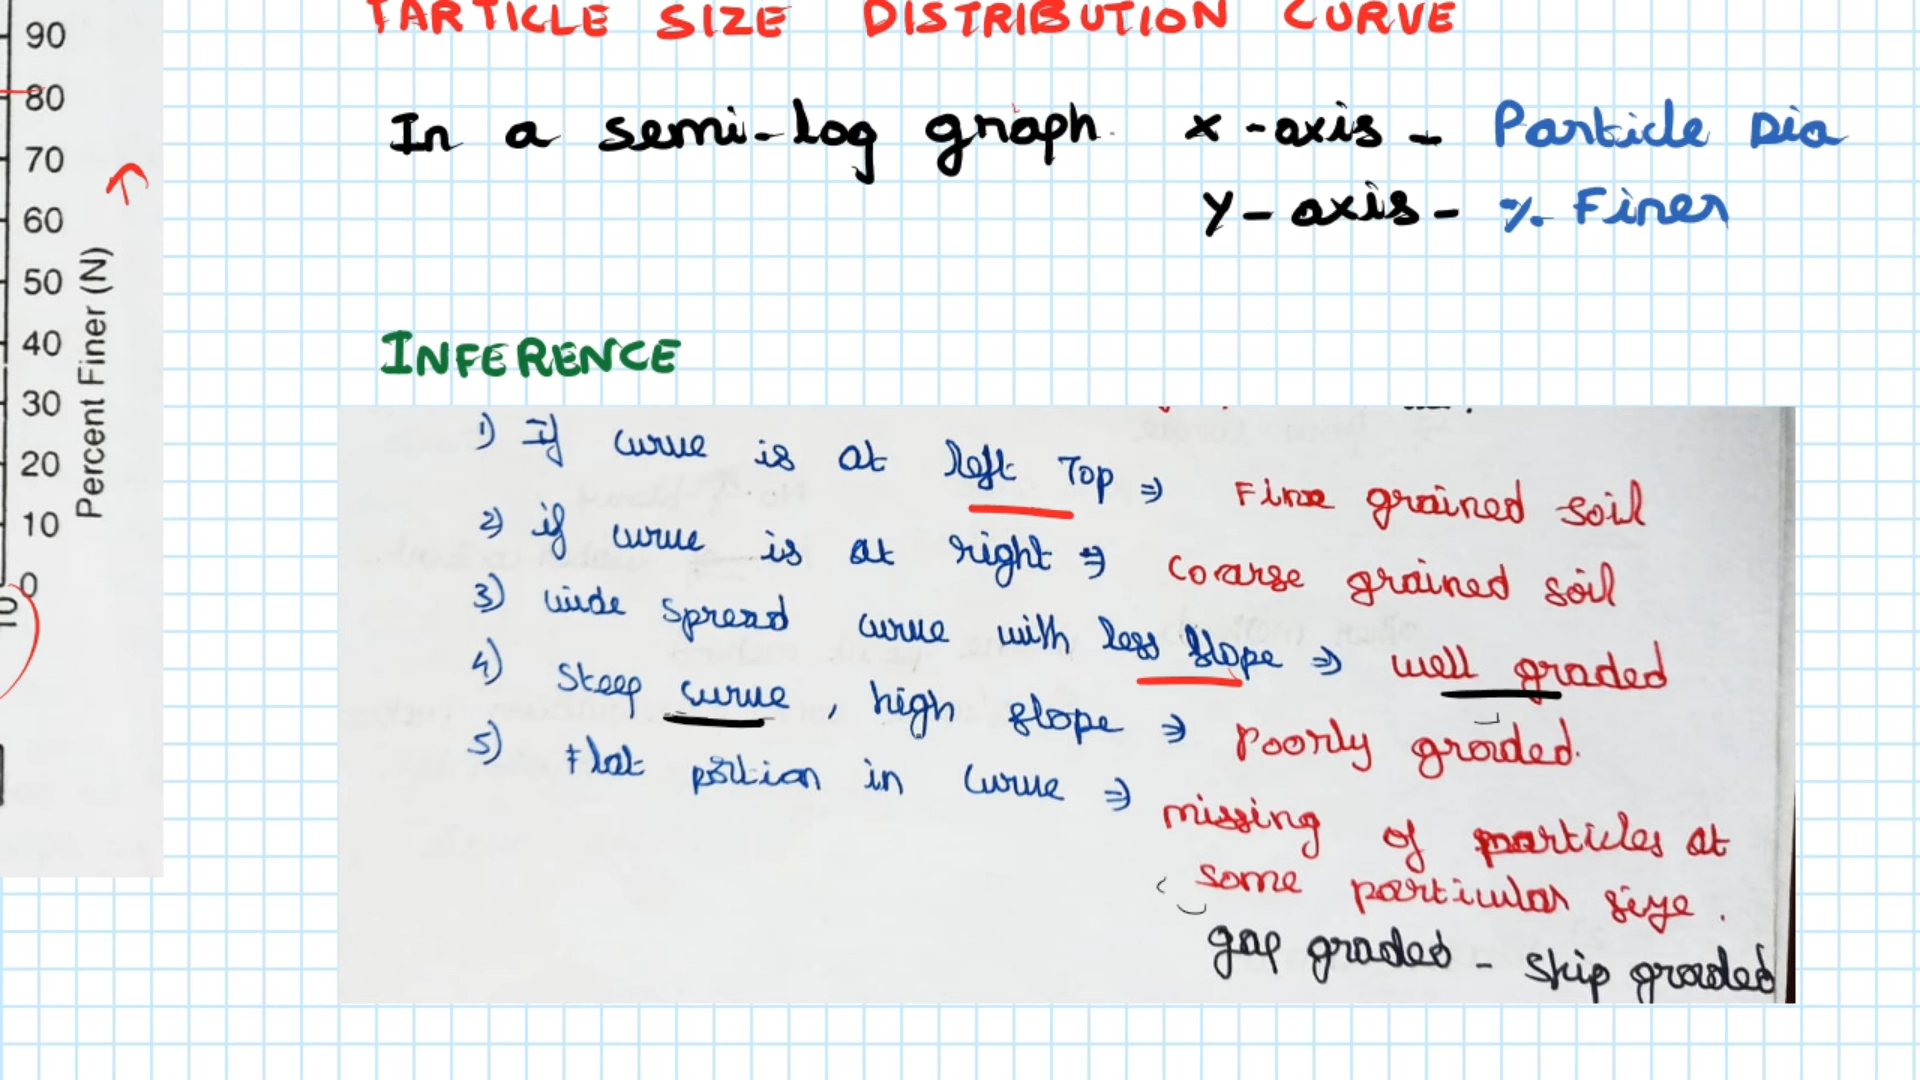 PARTICLE SIZE DISTRIBUTION CURVE
In a semi-log graph x-axis - Particle Dia
y-axis - % Finer
INFERENCE
1) If curve is at left Top ⇒ Fine grained soil
2) if curve is at right ⇒ coarse grained soil
3) wide spread curve with less slope ⇒ well graded
4) Steep curve, high slope ⇒ Poorly graded.
5) flat portion in curve ⇒ missing of particles at
some particular size.
gap graded - skip graded
90
80
70
60
50
40
30
20
10
0
10
Percent Finer (N)